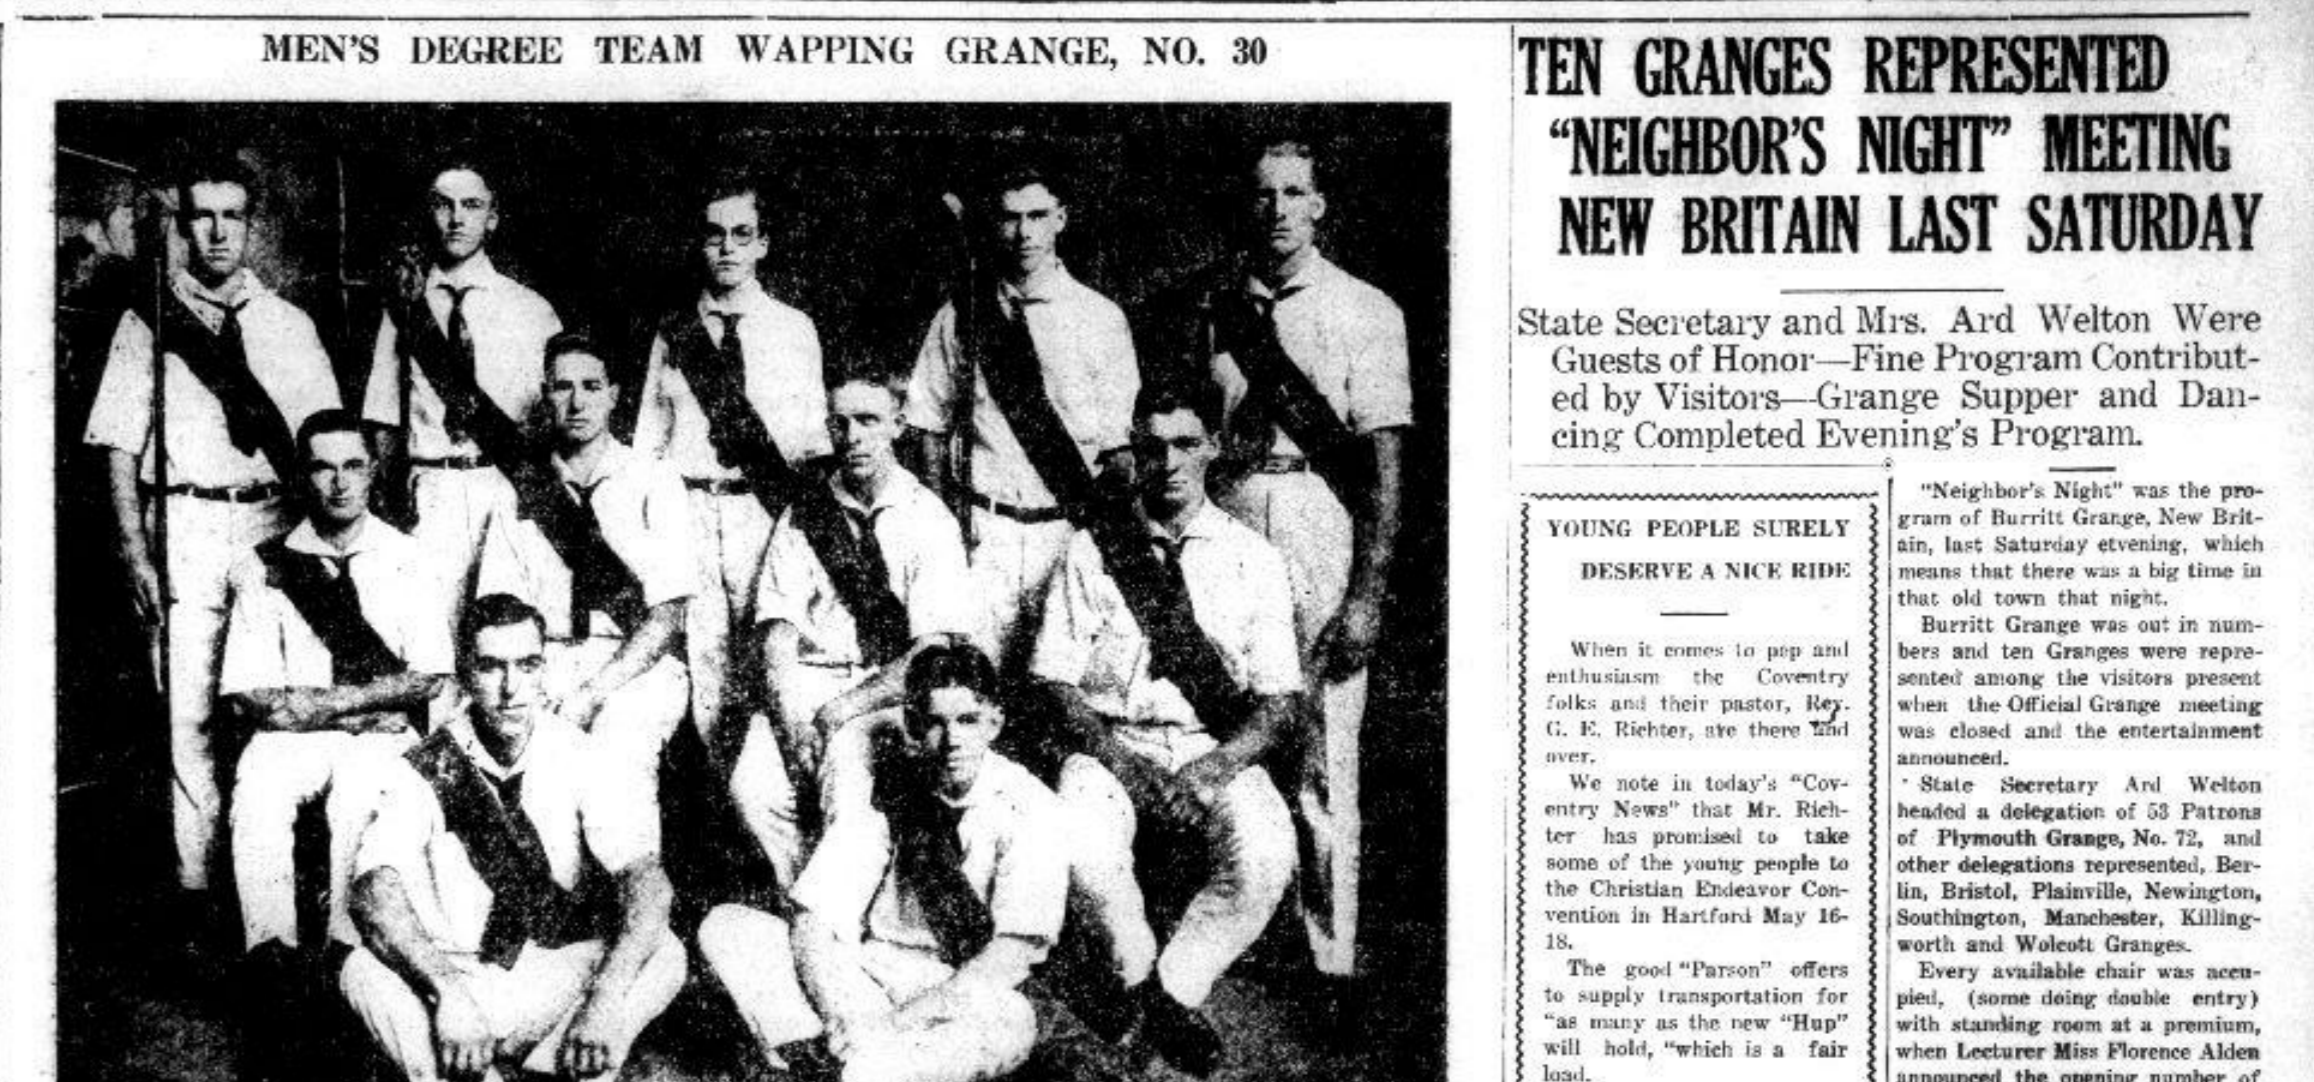 MEN'S DEGREE TEAM WAPPING GRANGE, NO. 30
TEN GRANGES REPRESENTED
"NEIGHBOR'S NIGHT" MEETING
NEW BRITAIN LAST SATURDAY
State Secretary and Mrs. Ard Welton Were
Guests of Honor—Fine Program Contribut-
ed by Visitors—Grange Supper and Dan-
cing Completed Evening's Program.
YOUNG PEOPLE SURELY
DESERVE A NICE RIDE
When it comes to pep and
enthusiasm the Coventry
folks and their pastor, Rev.
G. E. Richter, are there and
over.
We note in today's "Cov-
entry News" that Mr. Rich-
ter has promised to take
some of the young people to
the Christian Endeavor Con-
vention in Hartford May 16-
18.
The good "Parson" offers
to supply transportation for
"as many as the new "Hup"
will hold, "which is a fair
load.
"Neighbor's Night" was the pro-
gram of Burritt Grange, New Brit-
ain, last Saturday etvening, which
means that there was a big time in
that old town that night.
Burritt Grange was out in num-
bers and ten Granges were repre-
sented among the visitors present
when the Official Grange meeting
was closed and the entertainment
announced.
State Secretary Ard Welton
headed a delegation of 53 Patrons
of Plymouth Grange, No. 72, and
other delegations represented, Ber-
lin, Bristol, Plainville, Newington,
Southington, Manchester, Killing-
worth and Wolcott Granges.
Every available chair was accu-
pied, (some doing double entry)
with standing room at a premium,
when Lecturer Miss Florence Alden
announced the opening number of